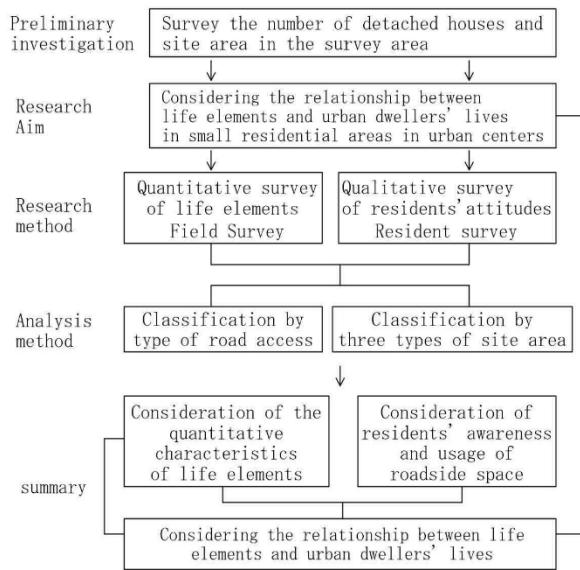 Preliminary
investigation
Survey the number of detached houses and
site area in the survey area
Research
Aim
Considering the relationship between
life elements and urban dwellers' lives
in small residential areas in urban centers
Research
method
Quantitative survey
of life elements
Field Survey
Qualitative survey
of residents' attitudes
Resident survey
Analysis
method
Classification by
type of road access
Classification by
three types of site area
summary
Consideration of the
quantitative
characteristics
of life elements
Consideration of
residents' awareness
and usage of
roadside space
Considering the relationship between life
elements and urban dwellers' lives